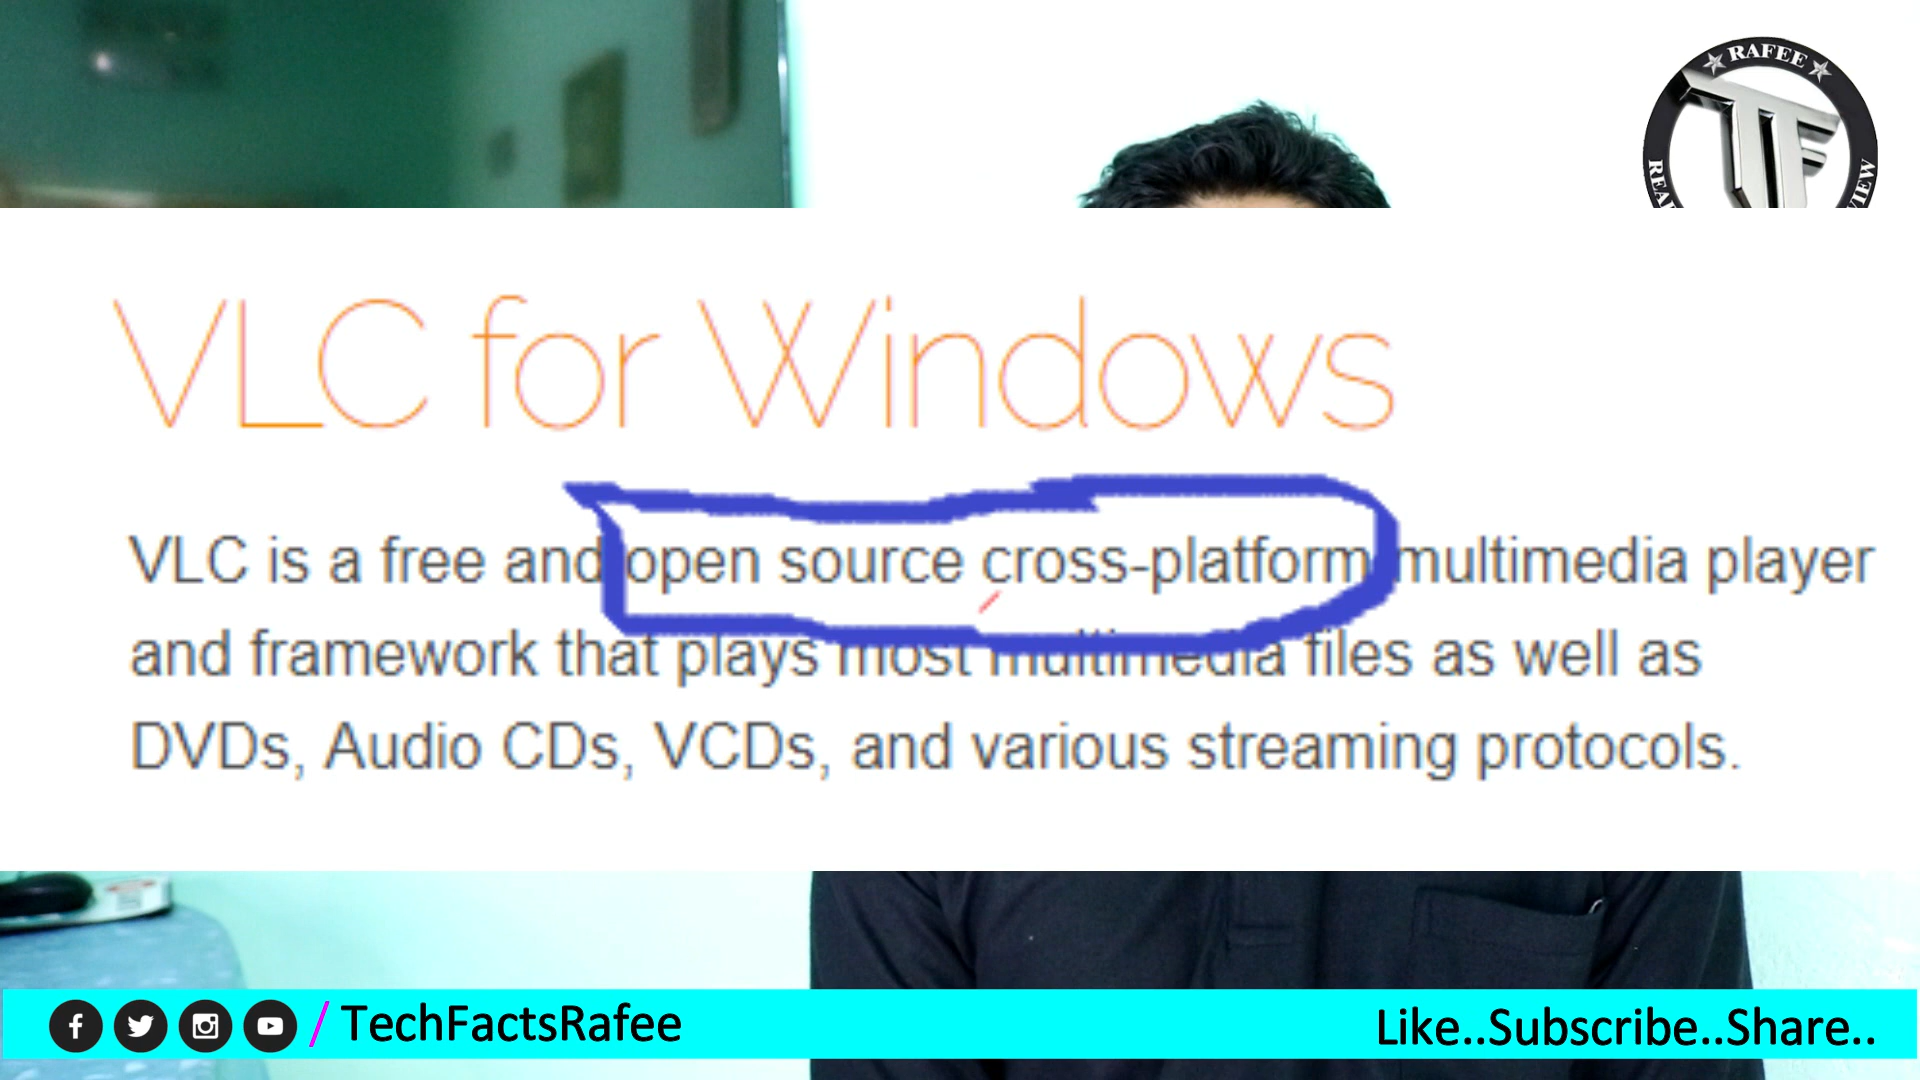 RAFEE
TF
VLC for Windows
VLC is a free and open source cross-platform multimedia player
and framework that plays most multimedia files as well as
DVDs, Audio CDs, VCDs, and various streaming protocols.
/ TechFactsRafee
Like..Subscribe..Share..